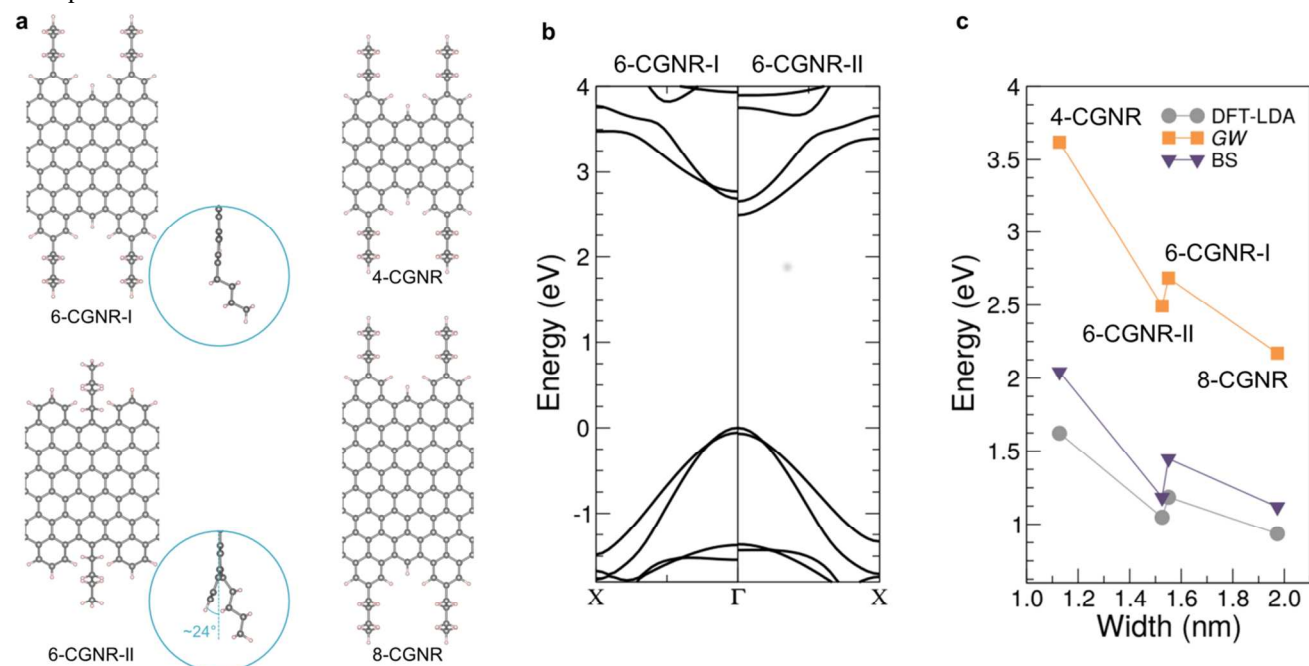 a
6-CGNR-I
4-CGNR
6-CGNR-II
~24°
8-CGNR
b
6-CGNR-I 6-CGNR-II
Energy (eV)
4
3
2
1
0
-1
X Γ X
c
DFT-LDA
GW
BS
4-CGNR
6-CGNR-I
6-CGNR-II
8-CGNR
Energy (eV)
4
3.5
3
2.5
2
1.5
1
1.0 1.2 1.4 1.6 1.8 2.0
Width (nm)